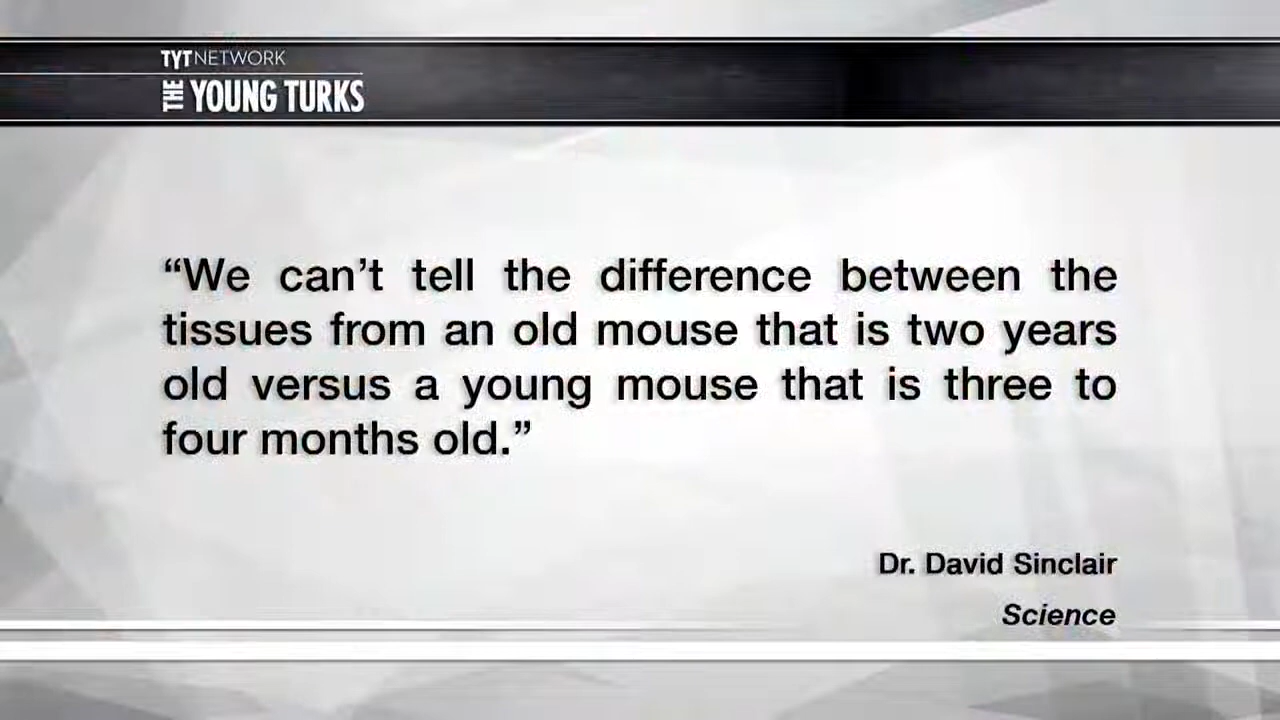 TYTNETWORK
THE YOUNG TURKS
“We can’t tell the difference between the
tissues from an old mouse that is two years
old versus a young mouse that is three to
four months old.”
Dr. David Sinclair
Science